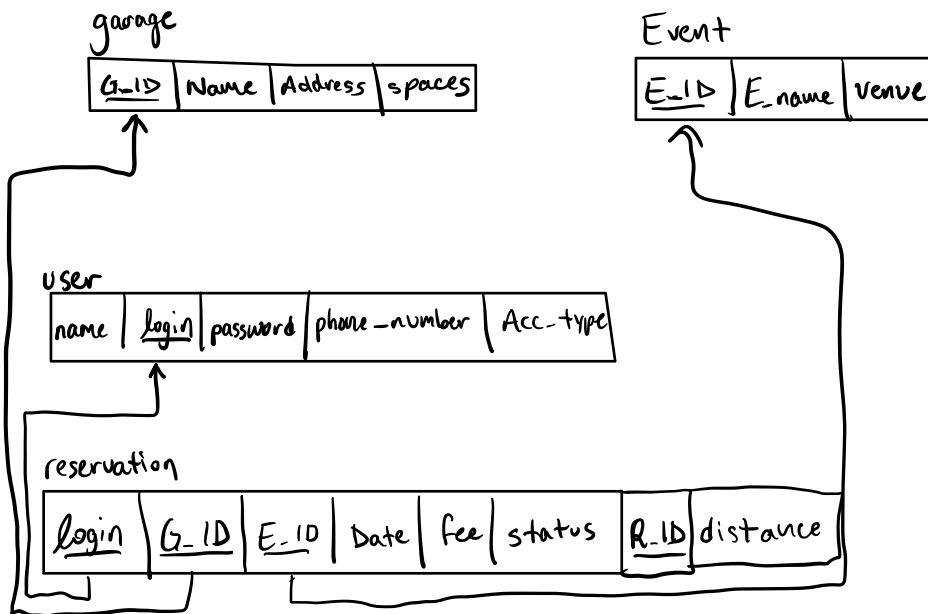 garage
G_ID Name Address spaces
Event
E_ID E_name venue
user
name login password phone_number Acc_type
reservation
login G_ID E_ID Date fee status R_ID distance